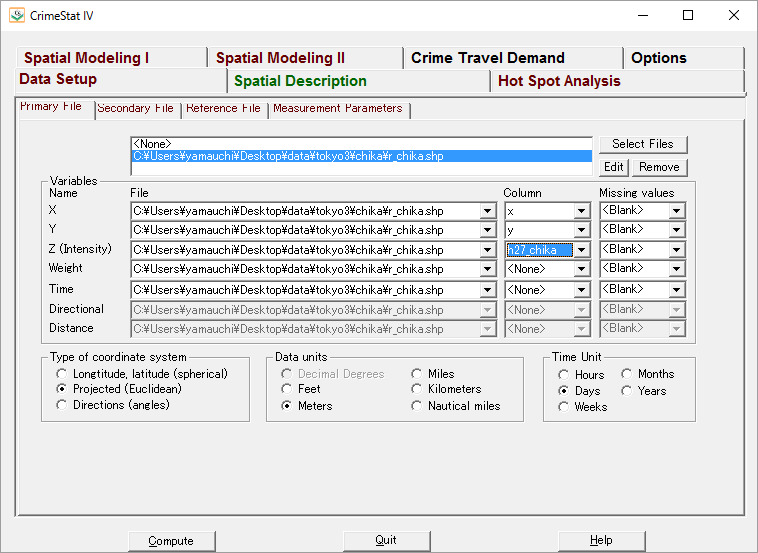 CrimeStat IV
Spatial Modeling I Spatial Modeling II Crime Travel Demand Options
Data Setup Spatial Description Hot Spot Analysis
Primary File Secondary File Reference File Measurement Parameters
<None> Select Files
C:¥Users¥yamauchi¥Desktop¥data¥tokyo3¥chika¥r_chika.shp
Edit Remove
Variables
Name File Column Missing values
X C:¥Users¥yamauchi¥Desktop¥data¥tokyo3¥chika¥r_chika.shp x <Blank>
Y C:¥Users¥yamauchi¥Desktop¥data¥tokyo3¥chika¥r_chika.shp y <Blank>
Z (Intensity) C:¥Users¥yamauchi¥Desktop¥data¥tokyo3¥chika¥r_chika.shp h27_chika <Blank>
Weight C:¥Users¥yamauchi¥Desktop¥data¥tokyo3¥chika¥r_chika.shp <None> <Blank>
Time C:¥Users¥yamauchi¥Desktop¥data¥tokyo3¥chika¥r_chika.shp <None> <Blank>
Directional C:¥Users¥yamauchi¥Desktop¥data¥tokyo3¥chika¥r_chika.shp <None> <Blank>
Distance C:¥Users¥yamauchi¥Desktop¥data¥tokyo3¥chika¥r_chika.shp <None> <Blank>
Type of coordinate system Data units Time Unit
Longtitude, latitude (spherical) Decimal Degrees Miles Hours Months
Projected (Euclidean) Feet Kilometers Days Years
Directions (angles) Meters Nautical miles Weeks
Compute Quit Help